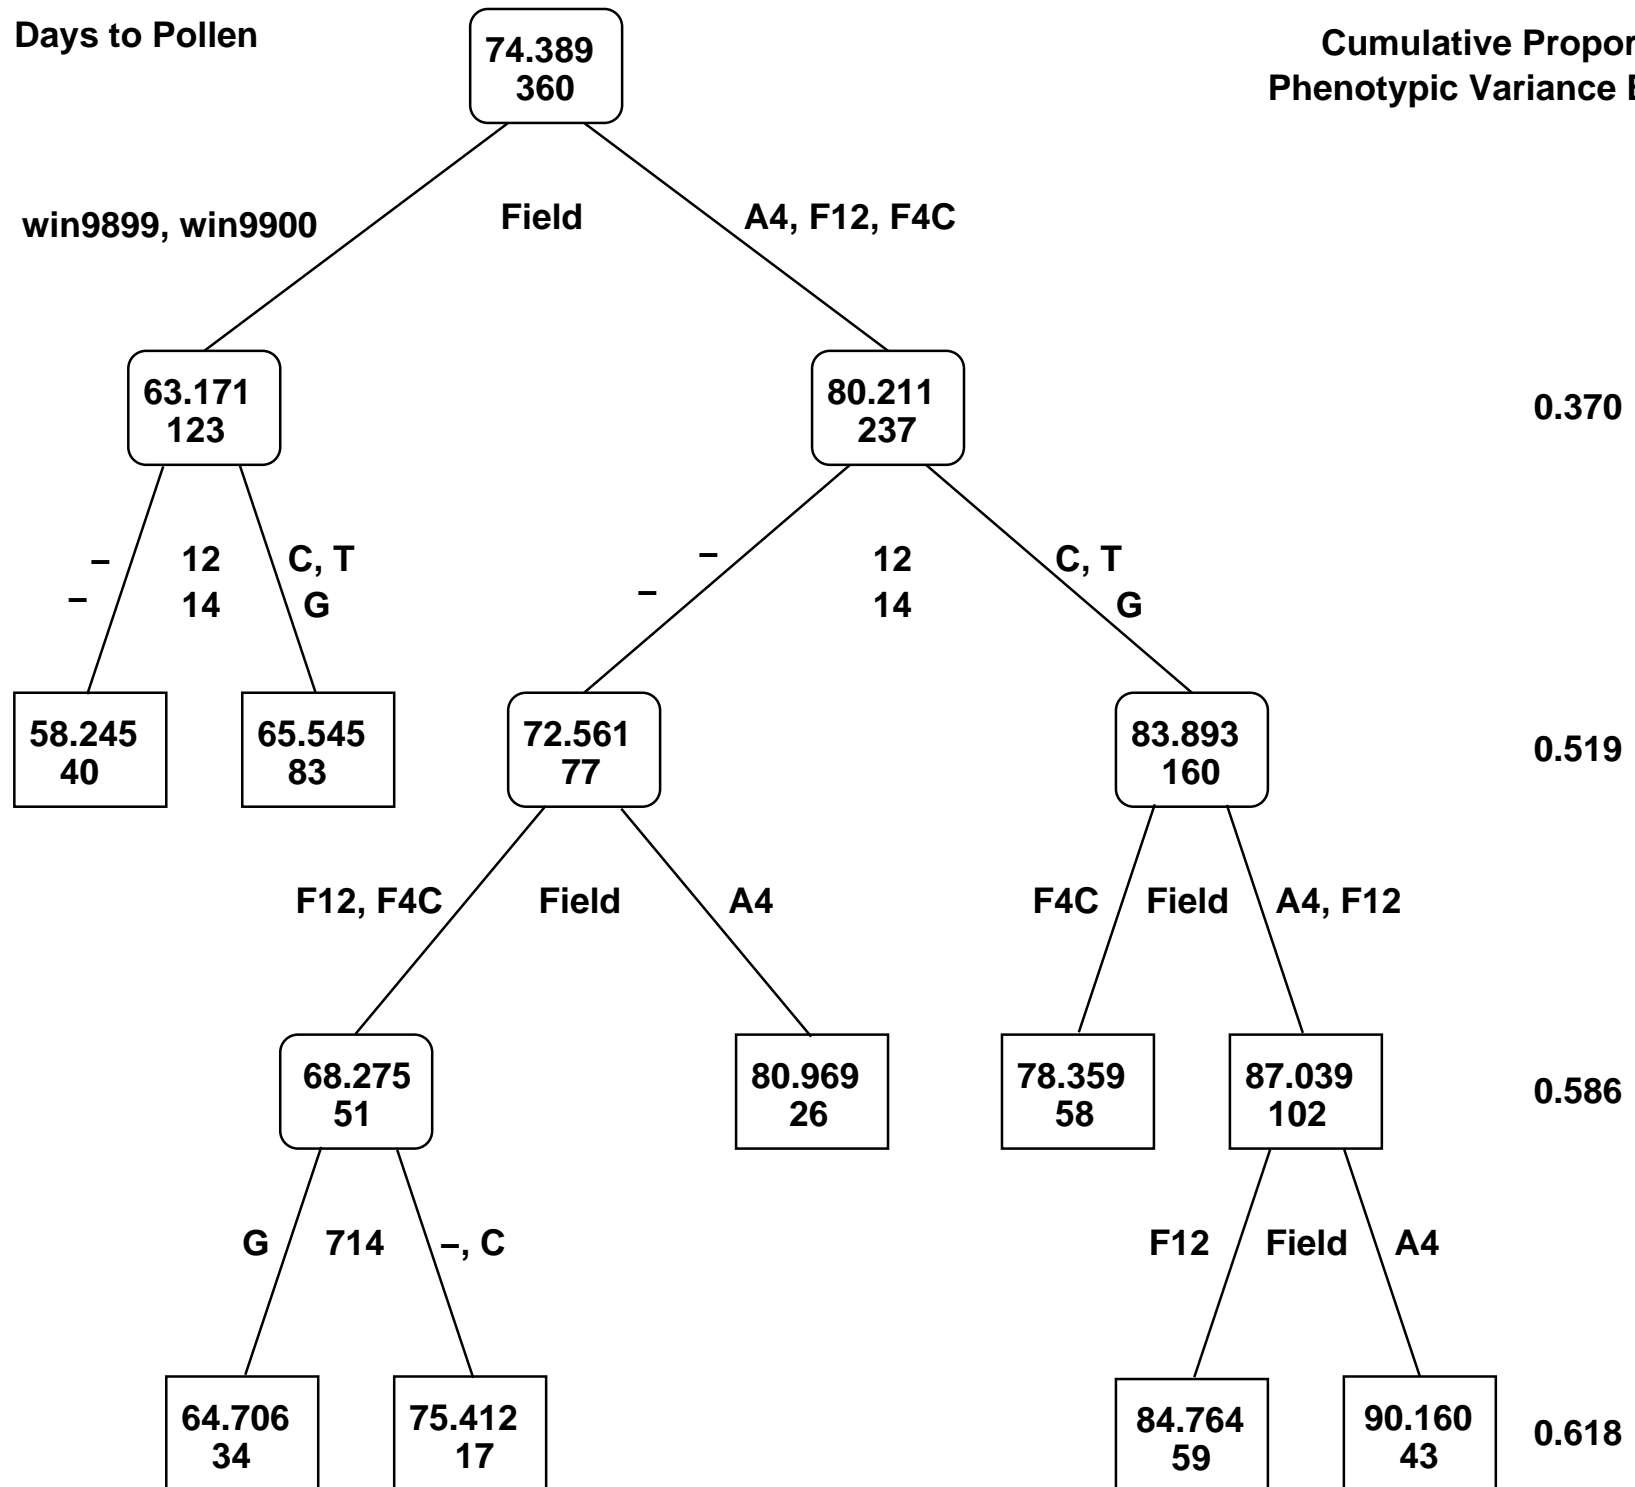 Days to Pollen
74.389
360
Cumulative Propor
Phenotypic Variance
win9899, win9900
Field
A4, F12, F4C
63.171
123
80.211
237
0.370
– 12 C, T
– 14 G
– 12 C, T
– 14 G
58.245
40
65.545
83
72.561
77
83.893
160
0.519
F12, F4C Field A4
F4C Field A4, F12
68.275
51
80.969
26
78.359
58
87.039
102
0.586
G 714 –, C
F12 Field A4
64.706
34
75.412
17
84.764
59
90.160
43
0.618